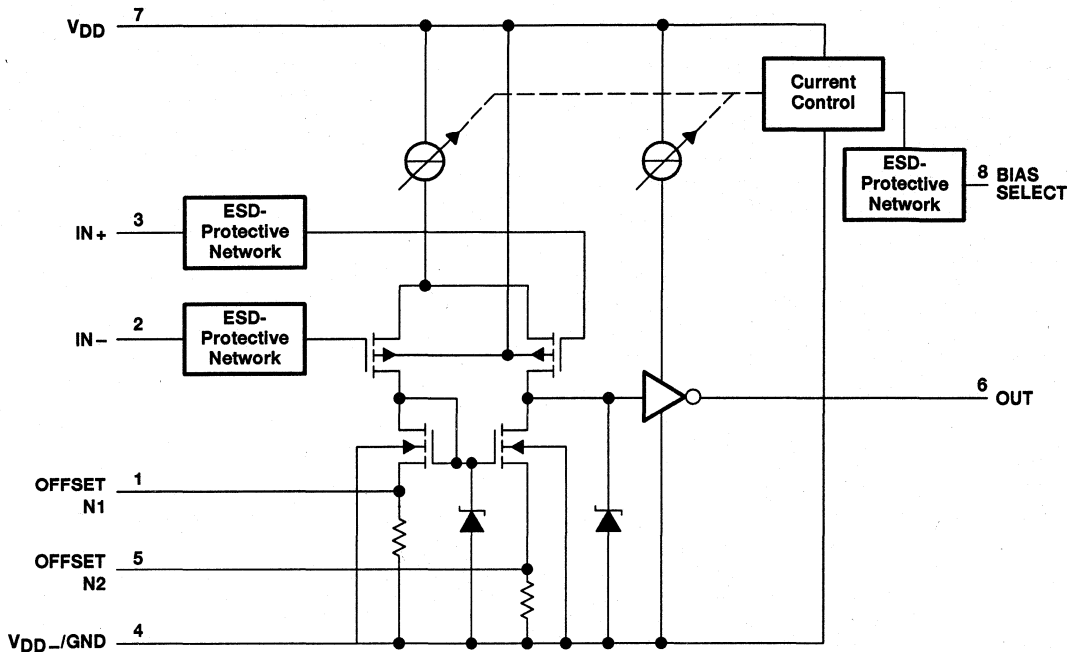 7
VDD
Current
Control
ESD-
Protective
Network
8 BIAS
SELECT
3
IN+
ESD-
Protective
Network
2
IN−
ESD-
Protective
Network
6
OUT
1
OFFSET
N1
5
OFFSET
N2
4
VDD−/GND